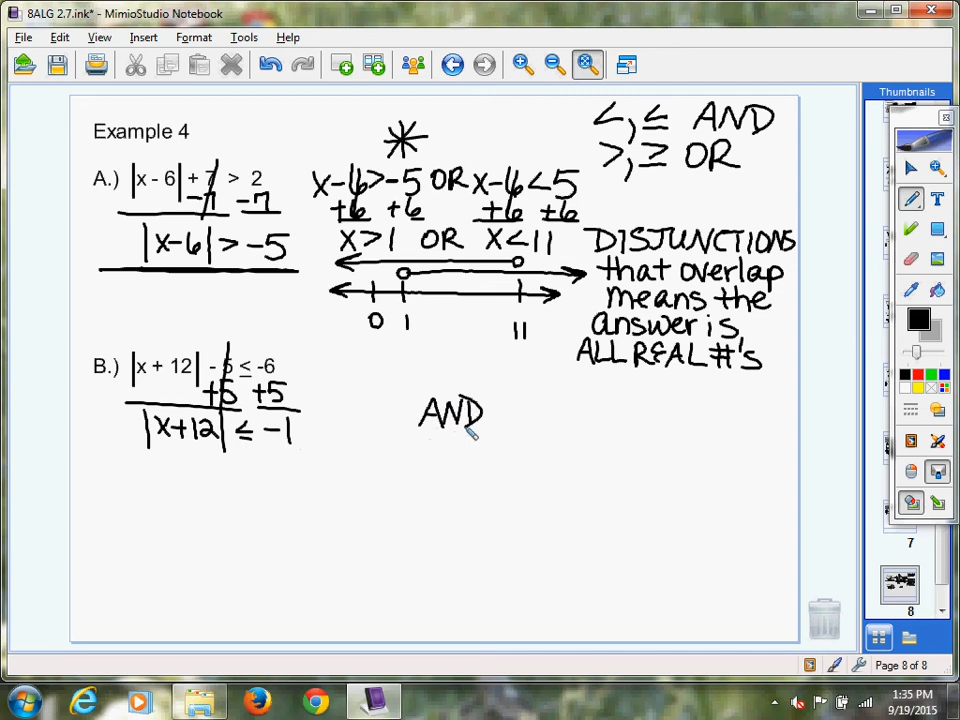 8ALG 2.7.ink* - MimioStudio Notebook
File Edit View Insert Format Tools Help
Thumbnails
Example 4
<, ≤ AND
>, ≥ OR
A.) |x - 6| + 7 > 2
-7 -7
|x-6| > -5
x-6>-5 OR x-6<5
+6 +6 +6 +6
x>1 OR x<11
0 1 11
DISJUNCTIONS
that overlap
means the
answer is
ALL REAL #'s
B.) |x + 12| - 5 ≤ -6
+5 +5
|x+12| ≤ -1
AND
T
7
8
Page 8 of 8
1:35 PM
9/19/2015